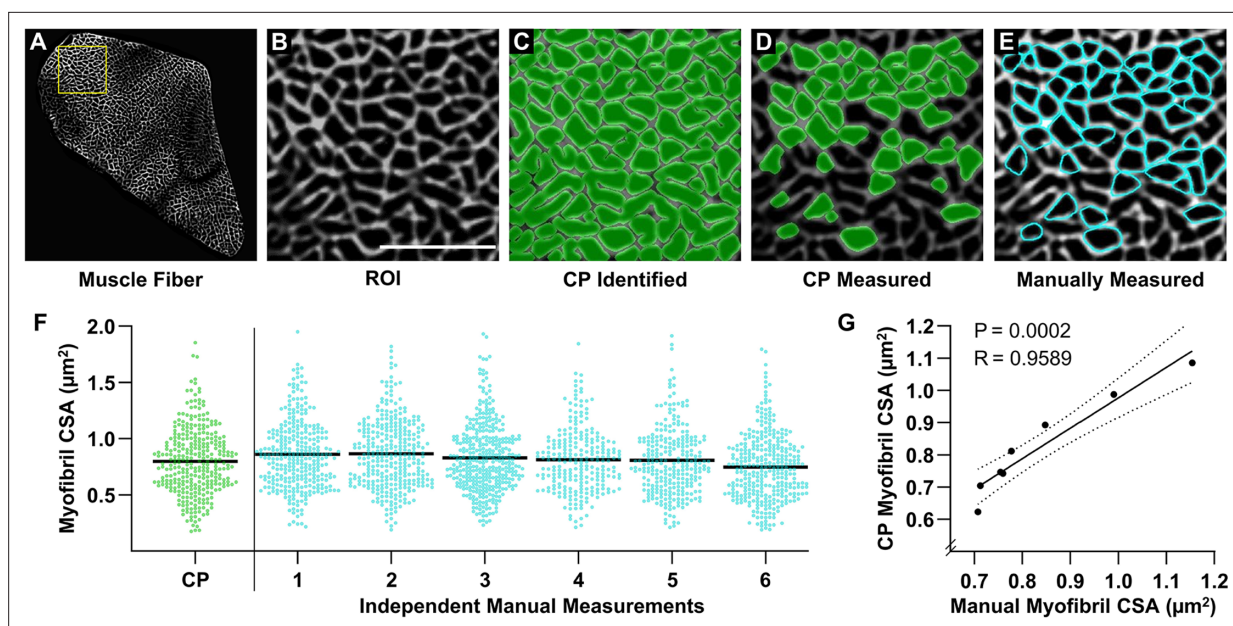 A
B
C
D
E
Muscle Fiber
ROI
CP Identified
CP Measured
Manually Measured
F
Myofibril CSA (µm²)
2.0
1.5
1.0
0.5
CP
1
2
3
4
5
6
Independent Manual Measurements
G
CP Myofibril CSA (µm²)
P = 0.0002
R = 0.9589
1.2
1.1
1.0
0.9
0.8
0.7
0.6
0.7
0.8
0.9
1.0
1.1
1.2
Manual Myofibril CSA (µm²)